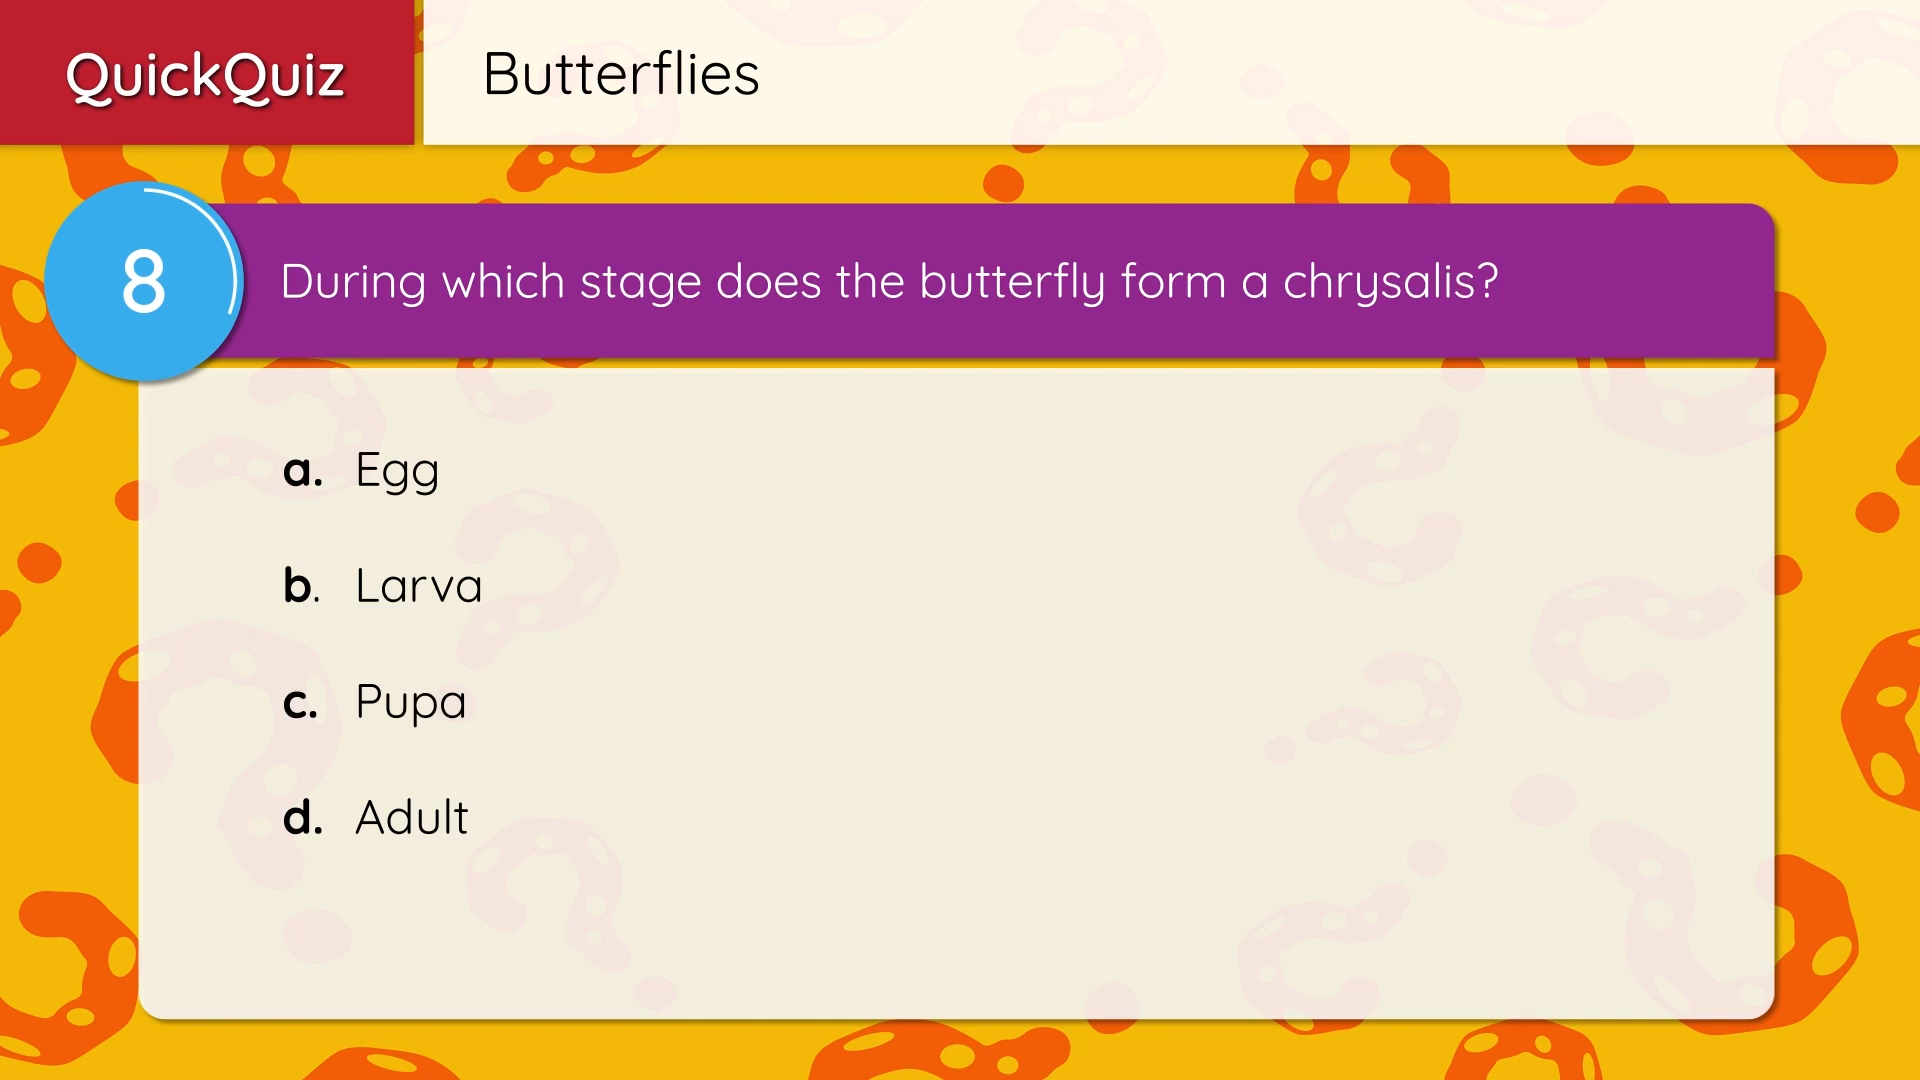 QuickQuiz
Butterflies
8
During which stage does the butterfly form a chrysalis?
a. Egg
b. Larva
c. Pupa
d. Adult